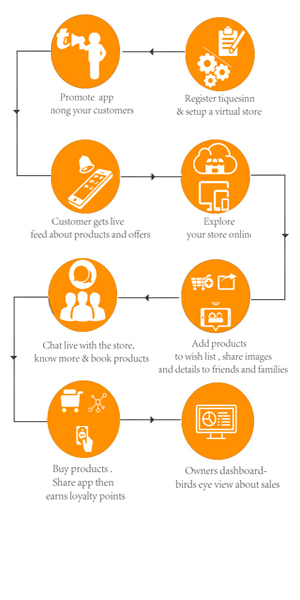 Promote app
nong your customers
Register tiquesinn
& setup a virtual store
Customer gets live
feed about products and offers
Explore
your store online
Chat live with the store,
know more & book products
Add products
to wish list , share images
and details to friends and families
Buy products .
Share app then
earns loyalty points
Owners dashboard-
birds eye view about sales